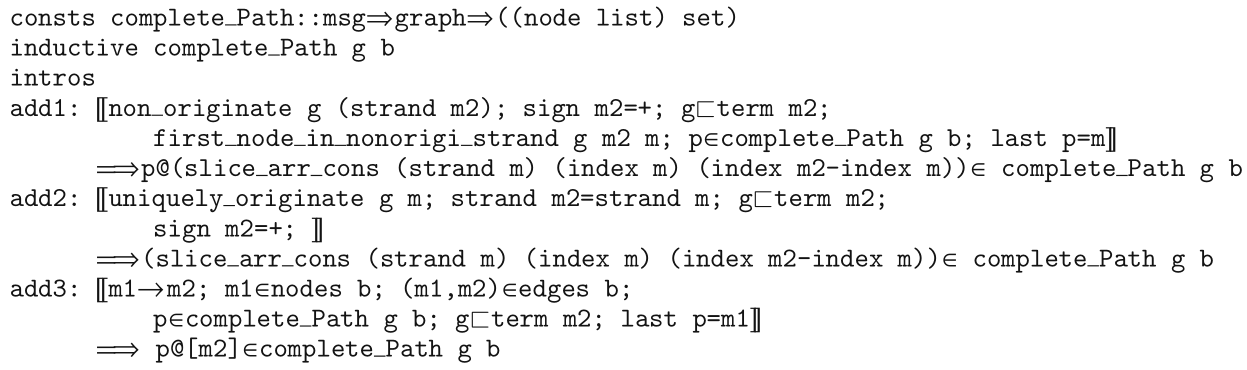 consts complete_Path::msg⇒graph⇒((node list) set)
inductive complete_Path g b
intros
add1: ⟦non_originate g (strand m2); sign m2=+; g⊏term m2;
first_node_in_nonorigi_strand g m2 m; p∈complete_Path g b; last p=m⟧
⟹p@(slice_arr_cons (strand m) (index m) (index m2-index m))∈ complete_Path g b
add2: ⟦uniquely_originate g m; strand m2=strand m; g⊏term m2;
sign m2=+; ⟧
⟹(slice_arr_cons (strand m) (index m) (index m2-index m))∈ complete_Path g b
add3: ⟦m1→m2; m1∈nodes b; (m1,m2)∈edges b;
p∈complete_Path g b; g⊏term m2; last p=m1⟧
⟹ p@[m2]∈complete_Path g b